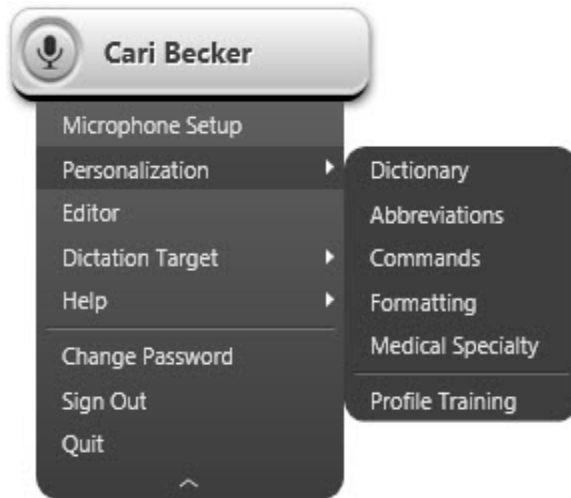 Cari Becker
Microphone Setup
Personalization
Editor
Dictation Target
Help
Change Password
Sign Out
Quit
Dictionary
Abbreviations
Commands
Formatting
Medical Specialty
Profile Training